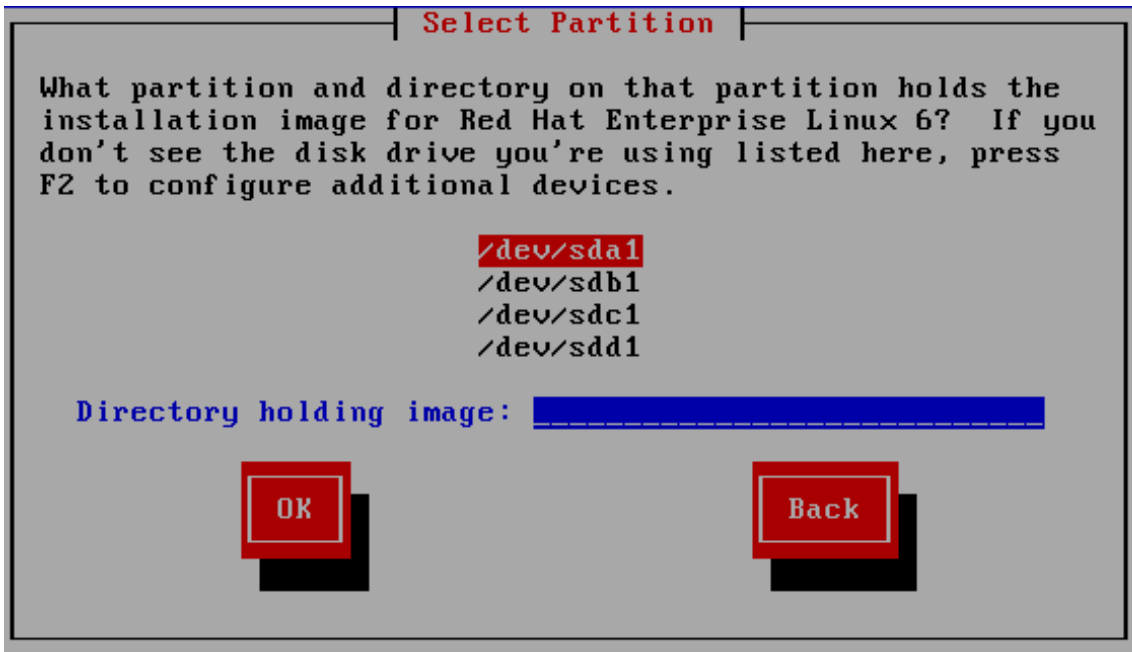 Select Partition
What partition and directory on that partition holds the
installation image for Red Hat Enterprise Linux 6?  If you
don't see the disk drive you're using listed here, press
F2 to configure additional devices.
/dev/sda1
/dev/sdb1
/dev/sdc1
/dev/sdd1
Directory holding image:
OK
Back